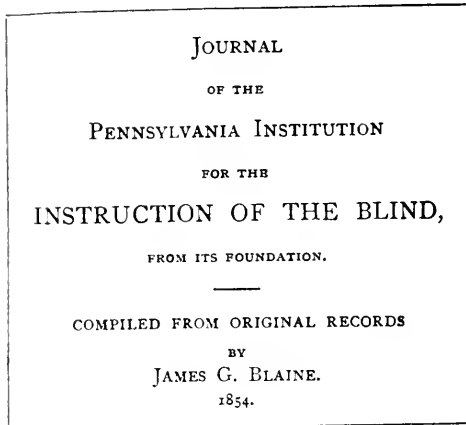 JOURNAL
OF THE
PENNSYLVANIA INSTITUTION
FOR THE
INSTRUCTION OF THE BLIND,
FROM ITS FOUNDATION.
COMPILED FROM ORIGINAL RECORDS
BY
JAMES G. BLAINE.
1854.